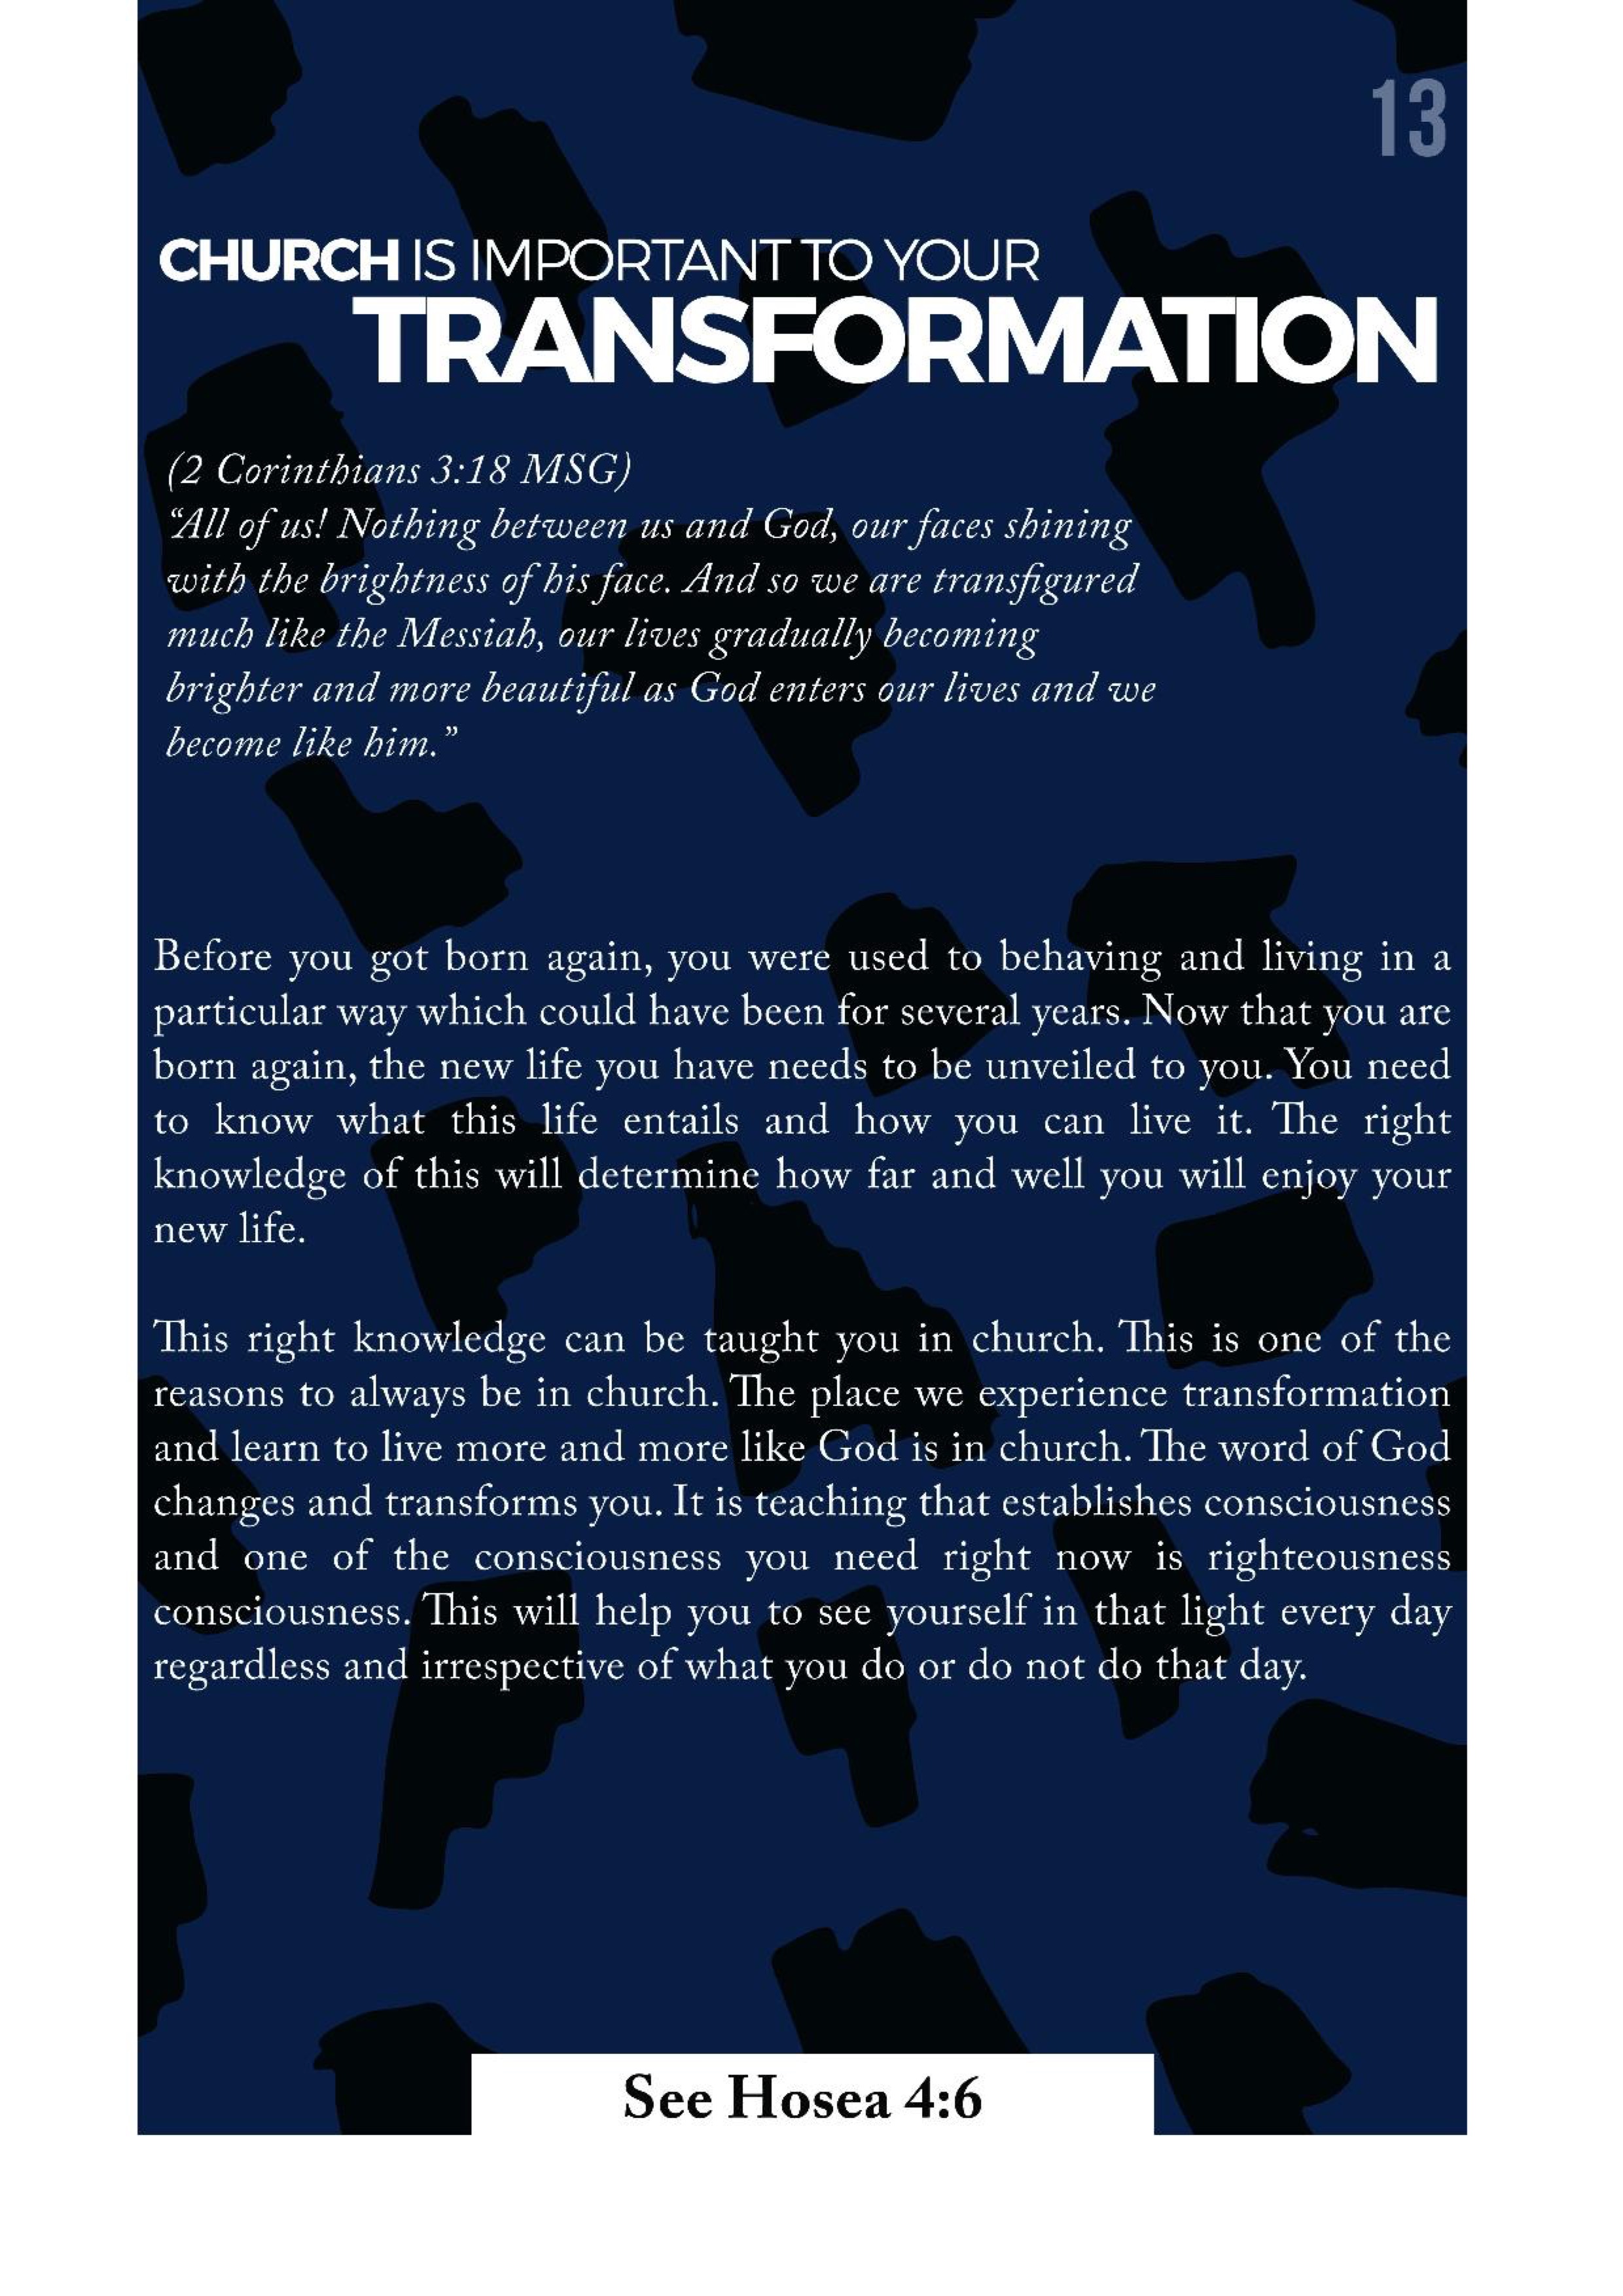 13
CHURCH IS IMPORTANT TO YOUR
TRANSFORMATION
(2 Corinthians 3:18 MSG)
“All of us! Nothing between us and God, our faces shining
with the brightness of his face. And so we are transfigured
much like the Messiah, our lives gradually becoming
brighter and more beautiful as God enters our lives and we
become like him.”
Before you got born again, you were used to behaving and living in a
particular way which could have been for several years. Now that you are
born again, the new life you have needs to be unveiled to you. You need
to know what this life entails and how you can live it. The right
knowledge of this will determine how far and well you will enjoy your
new life.
This right knowledge can be taught you in church. This is one of the
reasons to always be in church. The place we experience transformation
and learn to live more and more like God is in church. The word of God
changes and transforms you. It is teaching that establishes consciousness
and one of the consciousness you need right now is righteousness
consciousness. This will help you to see yourself in that light every day
regardless and irrespective of what you do or do not do that day.
See Hosea 4:6